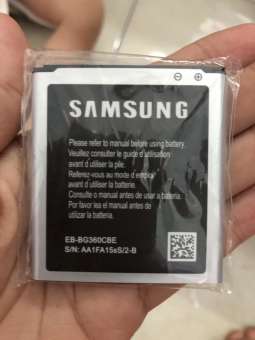 SAMSUNG
Please refer to manual before using battery.
Veuillez consulter le guide d'utilisation
avant d'utiliser la pile.
Referez-vous au mode d'emploi
avant d'utiliser la batterie.
Consulte o manual antes de usar a
Por favor lea el manual antes de
utilizar la batería.
EB-BG360CBE
S/N: AA1FA15sS/2-B